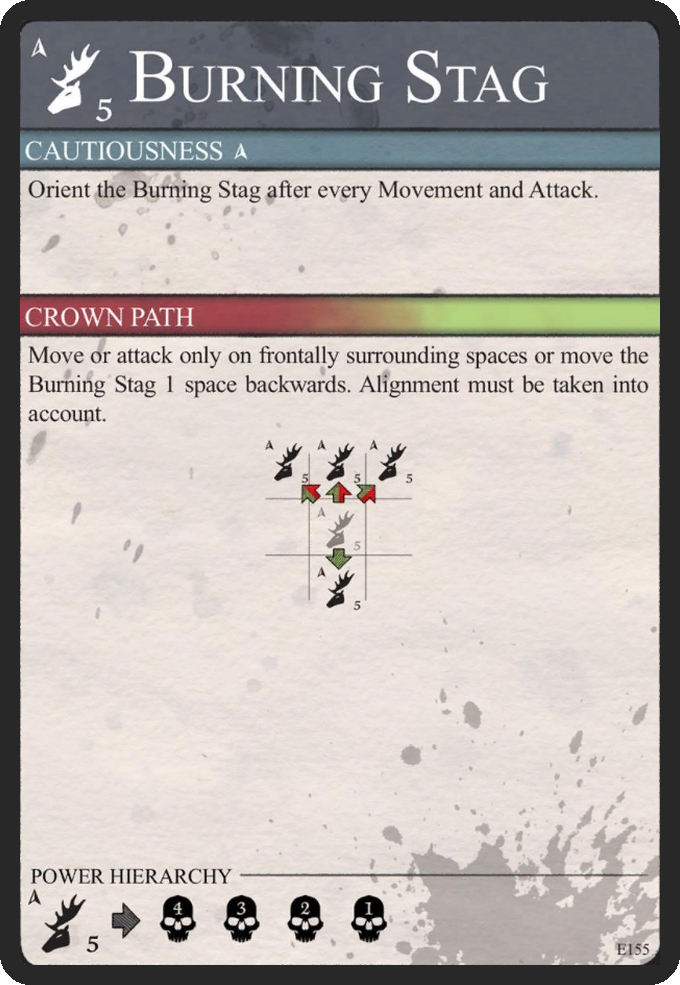 5 BURNING STAG
CAUTIOUSNESS
Orient the Burning Stag after every Movement and Attack.
CROWN PATH
Move or attack only on frontally surrounding spaces or move the
Burning Stag 1 space backwards. Alignment must be taken into
account.
5 5 5
5
5
POWER HIERARCHY
5 4 3 2 1
E155